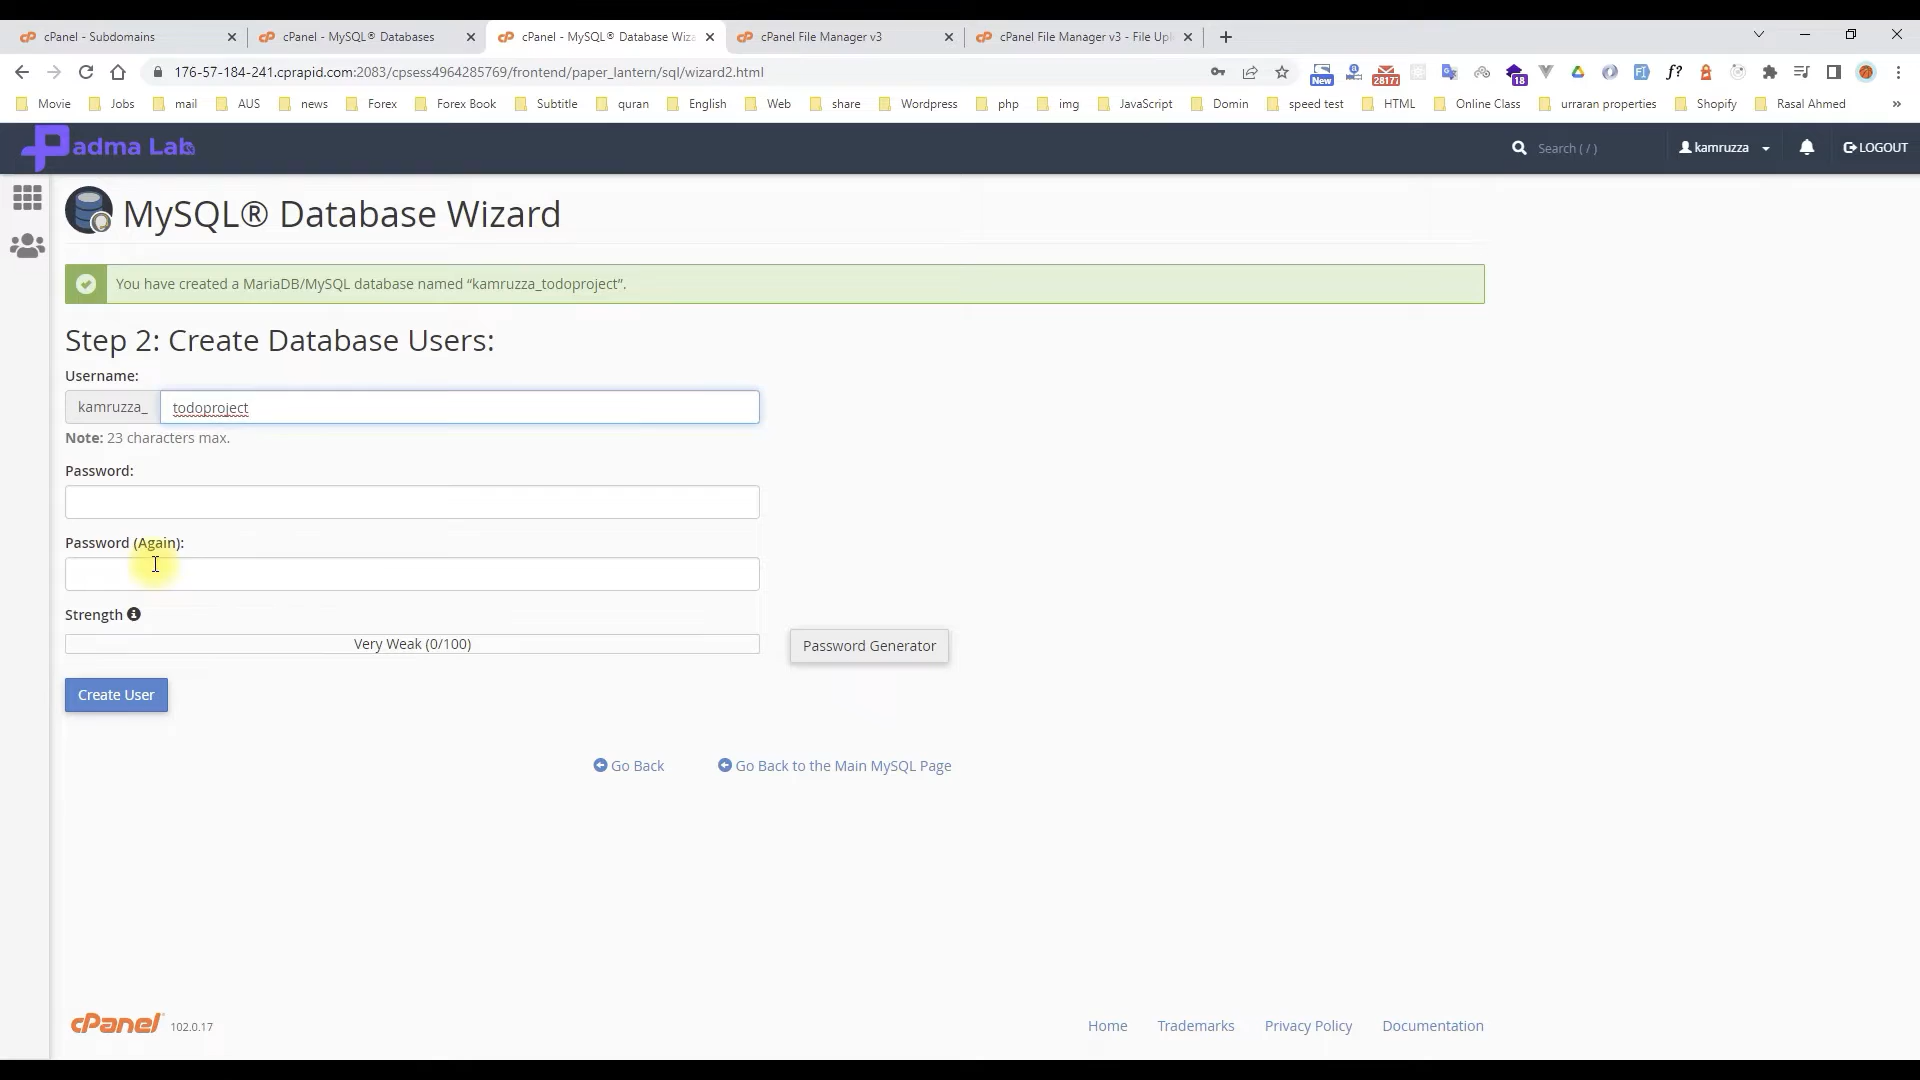 cPanel - Subdomains
cPanel - MySQL® Databases
cPanel - MySQL® Database Wiza
cPanel File Manager v3
cPanel File Manager v3 - File Upl
176-57-184-241.cprapid.com:2083/cpsess4964285769/frontend/paper_lantern/sql/wizard2.html
New
28177
18
f?
Movie
Jobs
mail
AUS
news
Forex
Forex Book
Subtitle
quran
English
Web
share
Wordpress
php
img
JavaScript
Domin
speed test
HTML
Online Class
urraran properties
Shopify
Rasal Ahmed
»
Padma Lab
Search ( / )
kamruzza
LOGOUT
MySQL® Database Wizard
You have created a MariaDB/MySQL database named “kamruzza_todoproject”.
Step 2: Create Database Users:
Username:
kamruzza_ todoproject
Note: 23 characters max.
Password:
Password (Again):
Strength
Very Weak (0/100)
Password Generator
Create User
Go Back
Go Back to the Main MySQL Page
cPanel 102.0.17
Home
Trademarks
Privacy Policy
Documentation